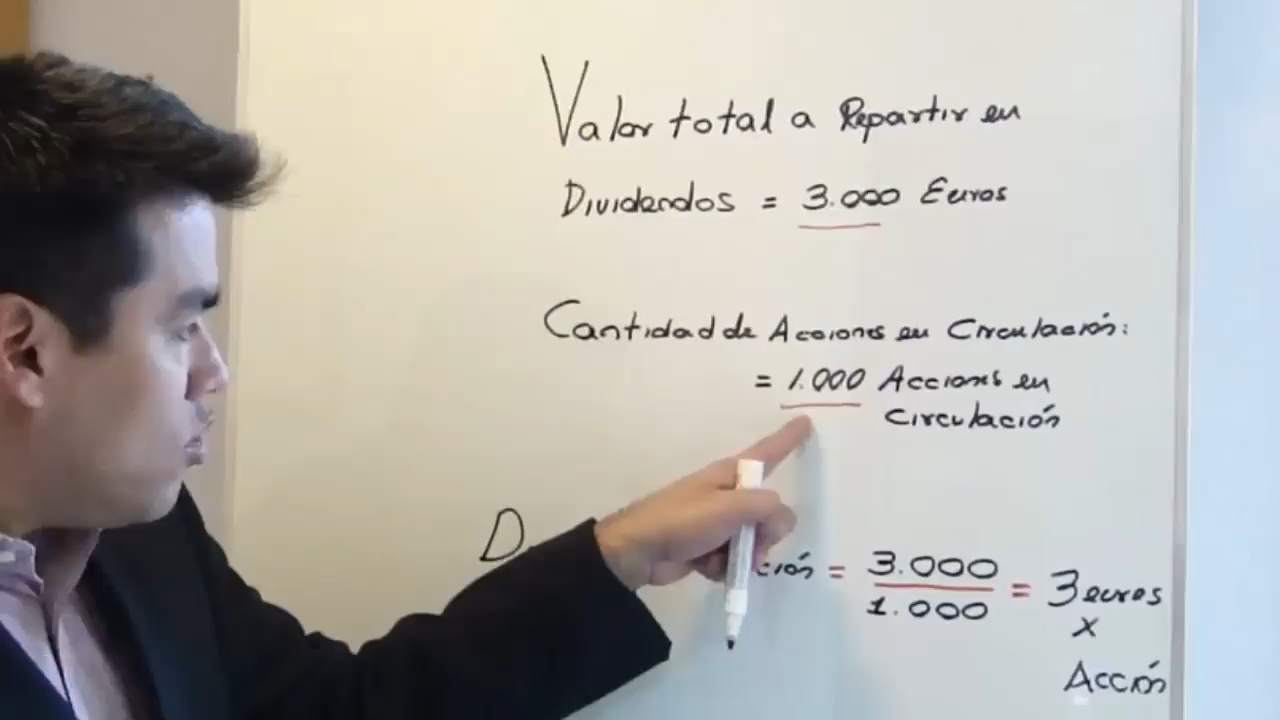 Valor total a Repartir en
Dividendos = 3.000 Euros
Cantidad de Acciones en Circulación:
= 1.000 Acciones en
Circulación
D ción = 3.000 = 3 euros
1.000 x
Acción